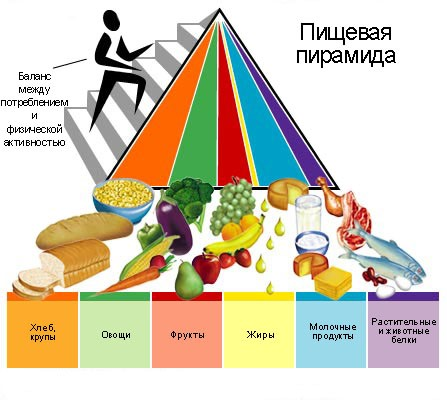 Пищевая
пирамида
Баланс
между
потреблением
и
физической
активностью
Хлеб,
крупы
Овощи
Фрукты
Жиры
Молочные
продукты
Растительные
и животные
белки